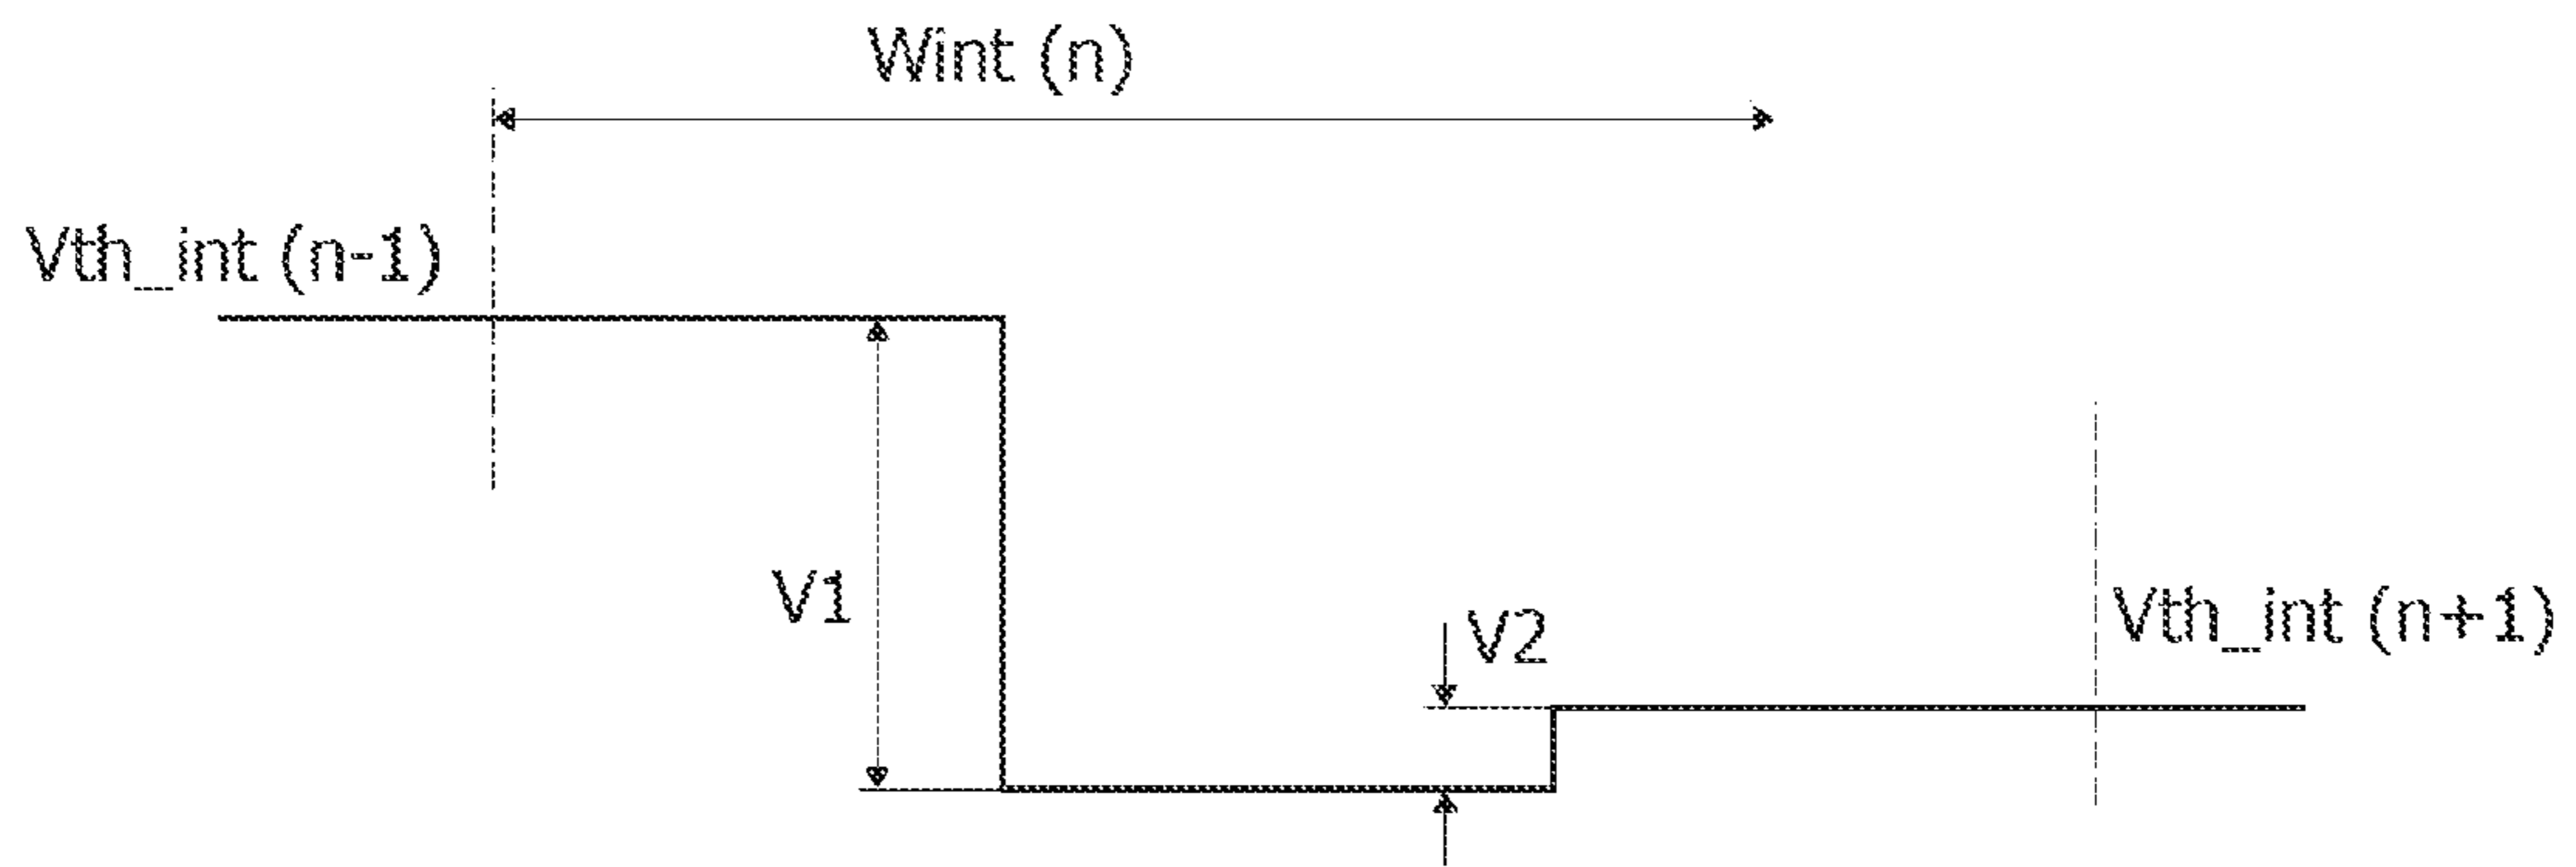 Wint (n)
Vth_int (n-1)
V1
V2
Vth_int (n+1)